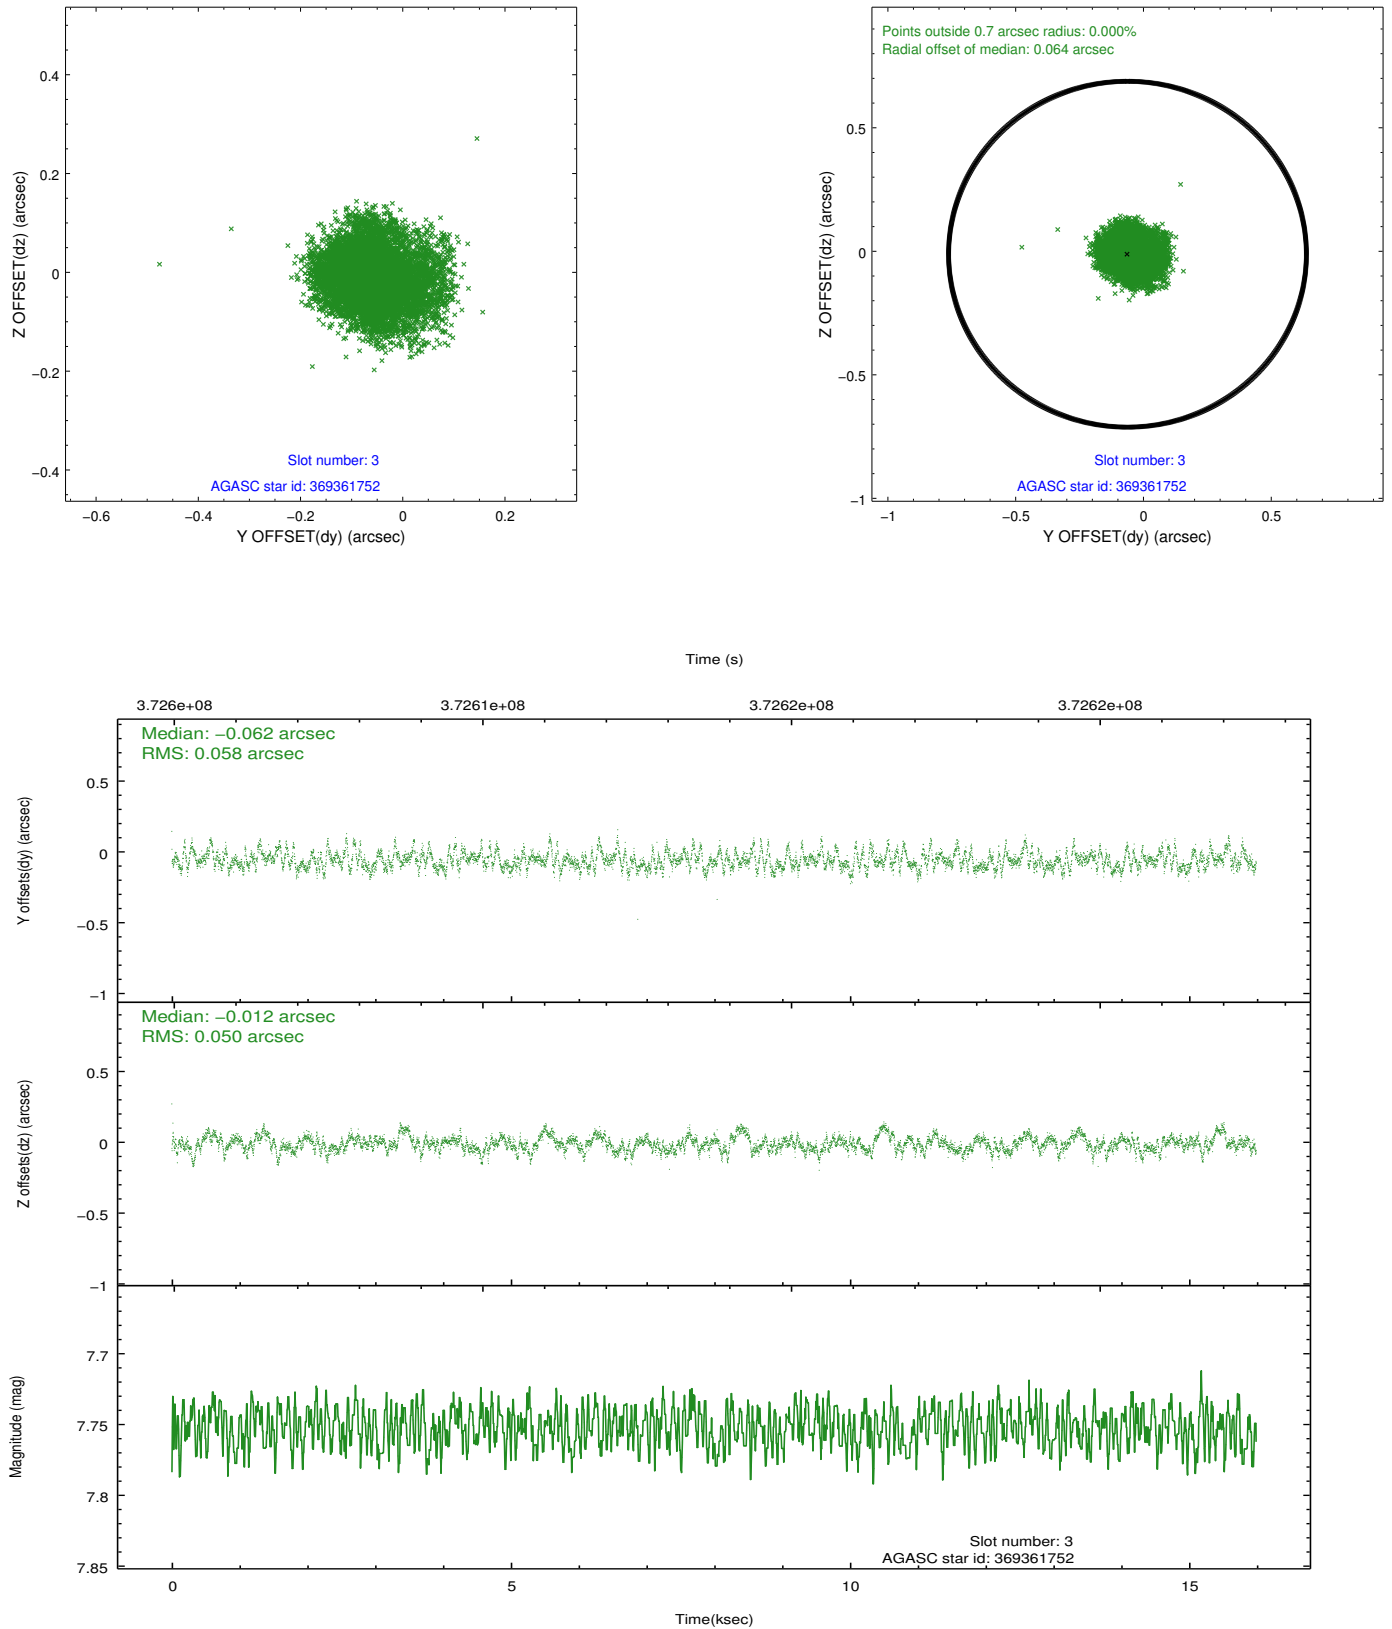 0.4
0.2
0
−0.2
−0.4
Z OFFSET(dz) (arcsec)
Slot number: 3
AGASC star id: 369361752
−0.6 −0.4 −0.2 0 0.2
Y OFFSET(dy) (arcsec)
Points outside 0.7 arcsec radius: 0.000%
Radial offset of median: 0.064 arcsec
0.5
0
−0.5
−1
Z OFFSET(dz) (arcsec)
Slot number: 3
AGASC star id: 369361752
−1 −0.5 0 0.5
Y OFFSET(dy) (arcsec)
Time (s)
3.726e+08 3.7261e+08 3.7262e+08 3.7262e+08
Median: −0.062 arcsec
RMS: 0.058 arcsec
0.5
0
−0.5
−1
Y offsets(dy) (arcsec)
Median: −0.012 arcsec
RMS: 0.050 arcsec
0.5
0
−0.5
−1
Z offsets(dz) (arcsec)
7.7
7.75
7.8
7.85
Magnitude (mag)
Slot number: 3
AGASC star id: 369361752
0 5 10 15
Time(ksec)